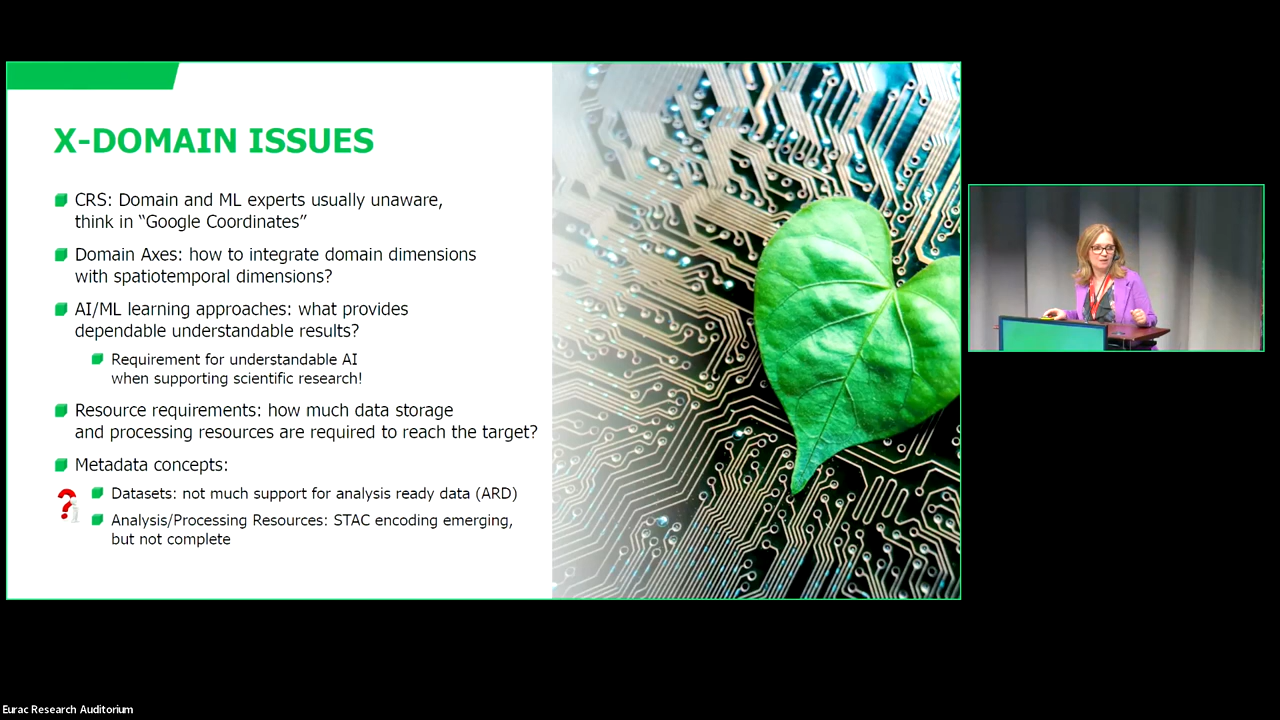 X-DOMAIN ISSUES
CRS: Domain and ML experts usually unaware,
think in “Google Coordinates”
Domain Axes: how to integrate domain dimensions
with spatiotemporal dimensions?
AI/ML learning approaches: what provides
dependable understandable results?
Requirement for understandable AI
when supporting scientific research!
Resource requirements: how much data storage
and processing resources are required to reach the target?
Metadata concepts:
Datasets: not much support for analysis ready data (ARD)
Analysis/Processing Resources: STAC encoding emerging,
but not complete
Eurac Research Auditorium